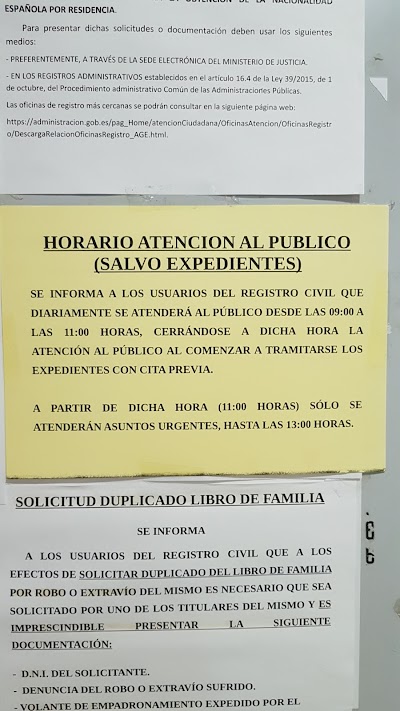 ESPAÑOLA POR RESIDENCIA.
Para presentar dichas solicitudes o documentación deben usar los siguientes
medios:
- PREFERENTEMENTE, A TRAVÉS DE LA SEDE ELECTRÓNICA DEL MINISTERIO DE JUSTICIA.
- EN LOS REGISTROS ADMINISTRATIVOS establecidos en el artículo 16.4 de la Ley 39/2015, de 1
de octubre, del Procedimiento administrativo Común de las Administraciones Públicas.
Las oficinas de registro más cercanas se podrán consultar en la siguiente página web:
https://administracion.gob.es/pag_Home/atencionCiudadana/OficinasAtencion/OficinasRegistr
o/DescargaRelacionOficinasRegistro_AGE.html.
HORARIO ATENCION AL PUBLICO
(SALVO EXPEDIENTES)
SE INFORMA A LOS USUARIOS DEL REGISTRO CIVIL QUE
DIARIAMENTE SE ATENDERÁ AL PÚBLICO DESDE LAS 09:00 A
LAS 11:00 HORAS, CERRÁNDOSE A DICHA HORA LA
ATENCIÓN AL PÚBLICO AL COMENZAR A TRAMITARSE LOS
EXPEDIENTES CON CITA PREVIA.
A PARTIR DE DICHA HORA (11:00 HORAS) SÓLO SE
ATENDERÁN ASUNTOS URGENTES, HASTA LAS 13:00 HORAS.
SOLICITUD DUPLICADO LIBRO DE FAMILIA
SE INFORMA
A LOS USUARIOS DEL REGISTRO CIVIL QUE A LOS
EFECTOS DE SOLICITAR DUPLICADO DEL LIBRO DE FAMILIA
POR ROBO O EXTRAVÍO DEL MISMO ES NECESARIO QUE SEA
SOLICITADO POR UNO DE LOS TITULARES DEL MISMO Y ES
IMPRESCINDIBLE PRESENTAR LA SIGUIENTE
DOCUMENTACIÓN:
- D.N.I. DEL SOLICITANTE.
- DENUNCIA DEL ROBO O EXTRAVÍO SUFRIDO.
- VOLANTE DE EMPADRONAMIENTO EXPEDIDO POR EL